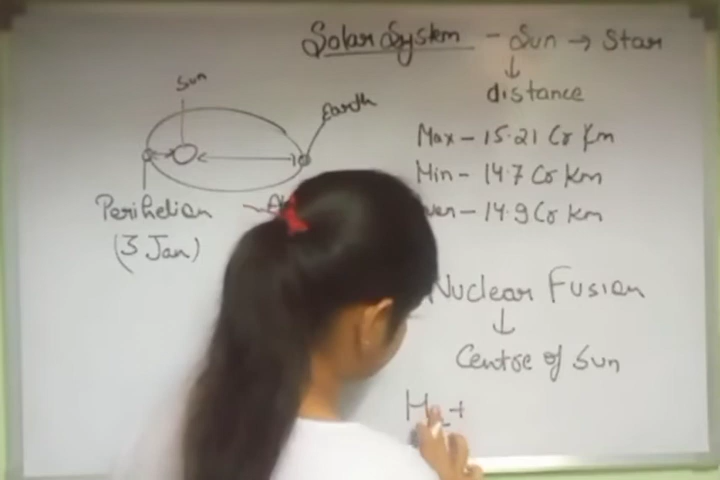 Solar System - Sun → Star
↓
distance
Max - 15.21 Cr Km
Min - 14.7 Cr Km
14.9 Cr Km
Sun
Earth
Perihelian
(3 Jan)
Nuclear Fusion
↓
Centre of Sun
H +